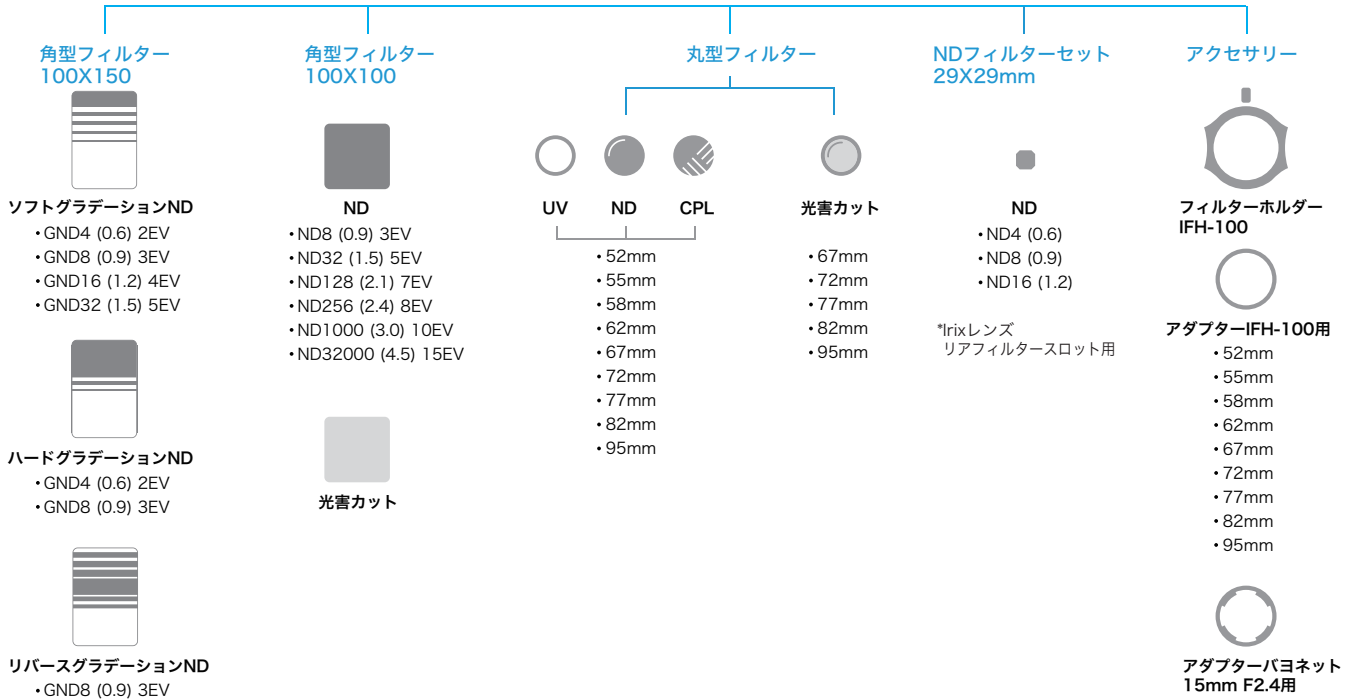 角型フィルター
100X150
ソフトグラデーションND
・GND4 (0.6) 2EV
・GND8 (0.9) 3EV
・GND16 (1.2) 4EV
・GND32 (1.5) 5EV
ハードグラデーションND
・GND4 (0.6) 2EV
・GND8 (0.9) 3EV
リバースグラデーションND
・GND8 (0.9) 3EV
角型フィルター
100X100
ND
・ND8 (0.9) 3EV
・ND32 (1.5) 5EV
・ND128 (2.1) 7EV
・ND256 (2.4) 8EV
・ND1000 (3.0) 10EV
・ND32000 (4.5) 15EV
光害カット
丸型フィルター
UV ND CPL
・52mm
・55mm
・58mm
・62mm
・67mm
・72mm
・77mm
・82mm
・95mm
光害カット
・67mm
・72mm
・77mm
・82mm
・95mm
NDフィルターセット
29X29mm
ND
・ND4 (0.6)
・ND8 (0.9)
・ND16 (1.2)
*Irixレンズ
リアフィルタースロット用
アクセサリー
フィルターホルダー
IFH-100
アダプターIFH-100用
・52mm
・55mm
・58mm
・62mm
・67mm
・72mm
・77mm
・82mm
・95mm
アダプターバヨネット
15mm F2.4用